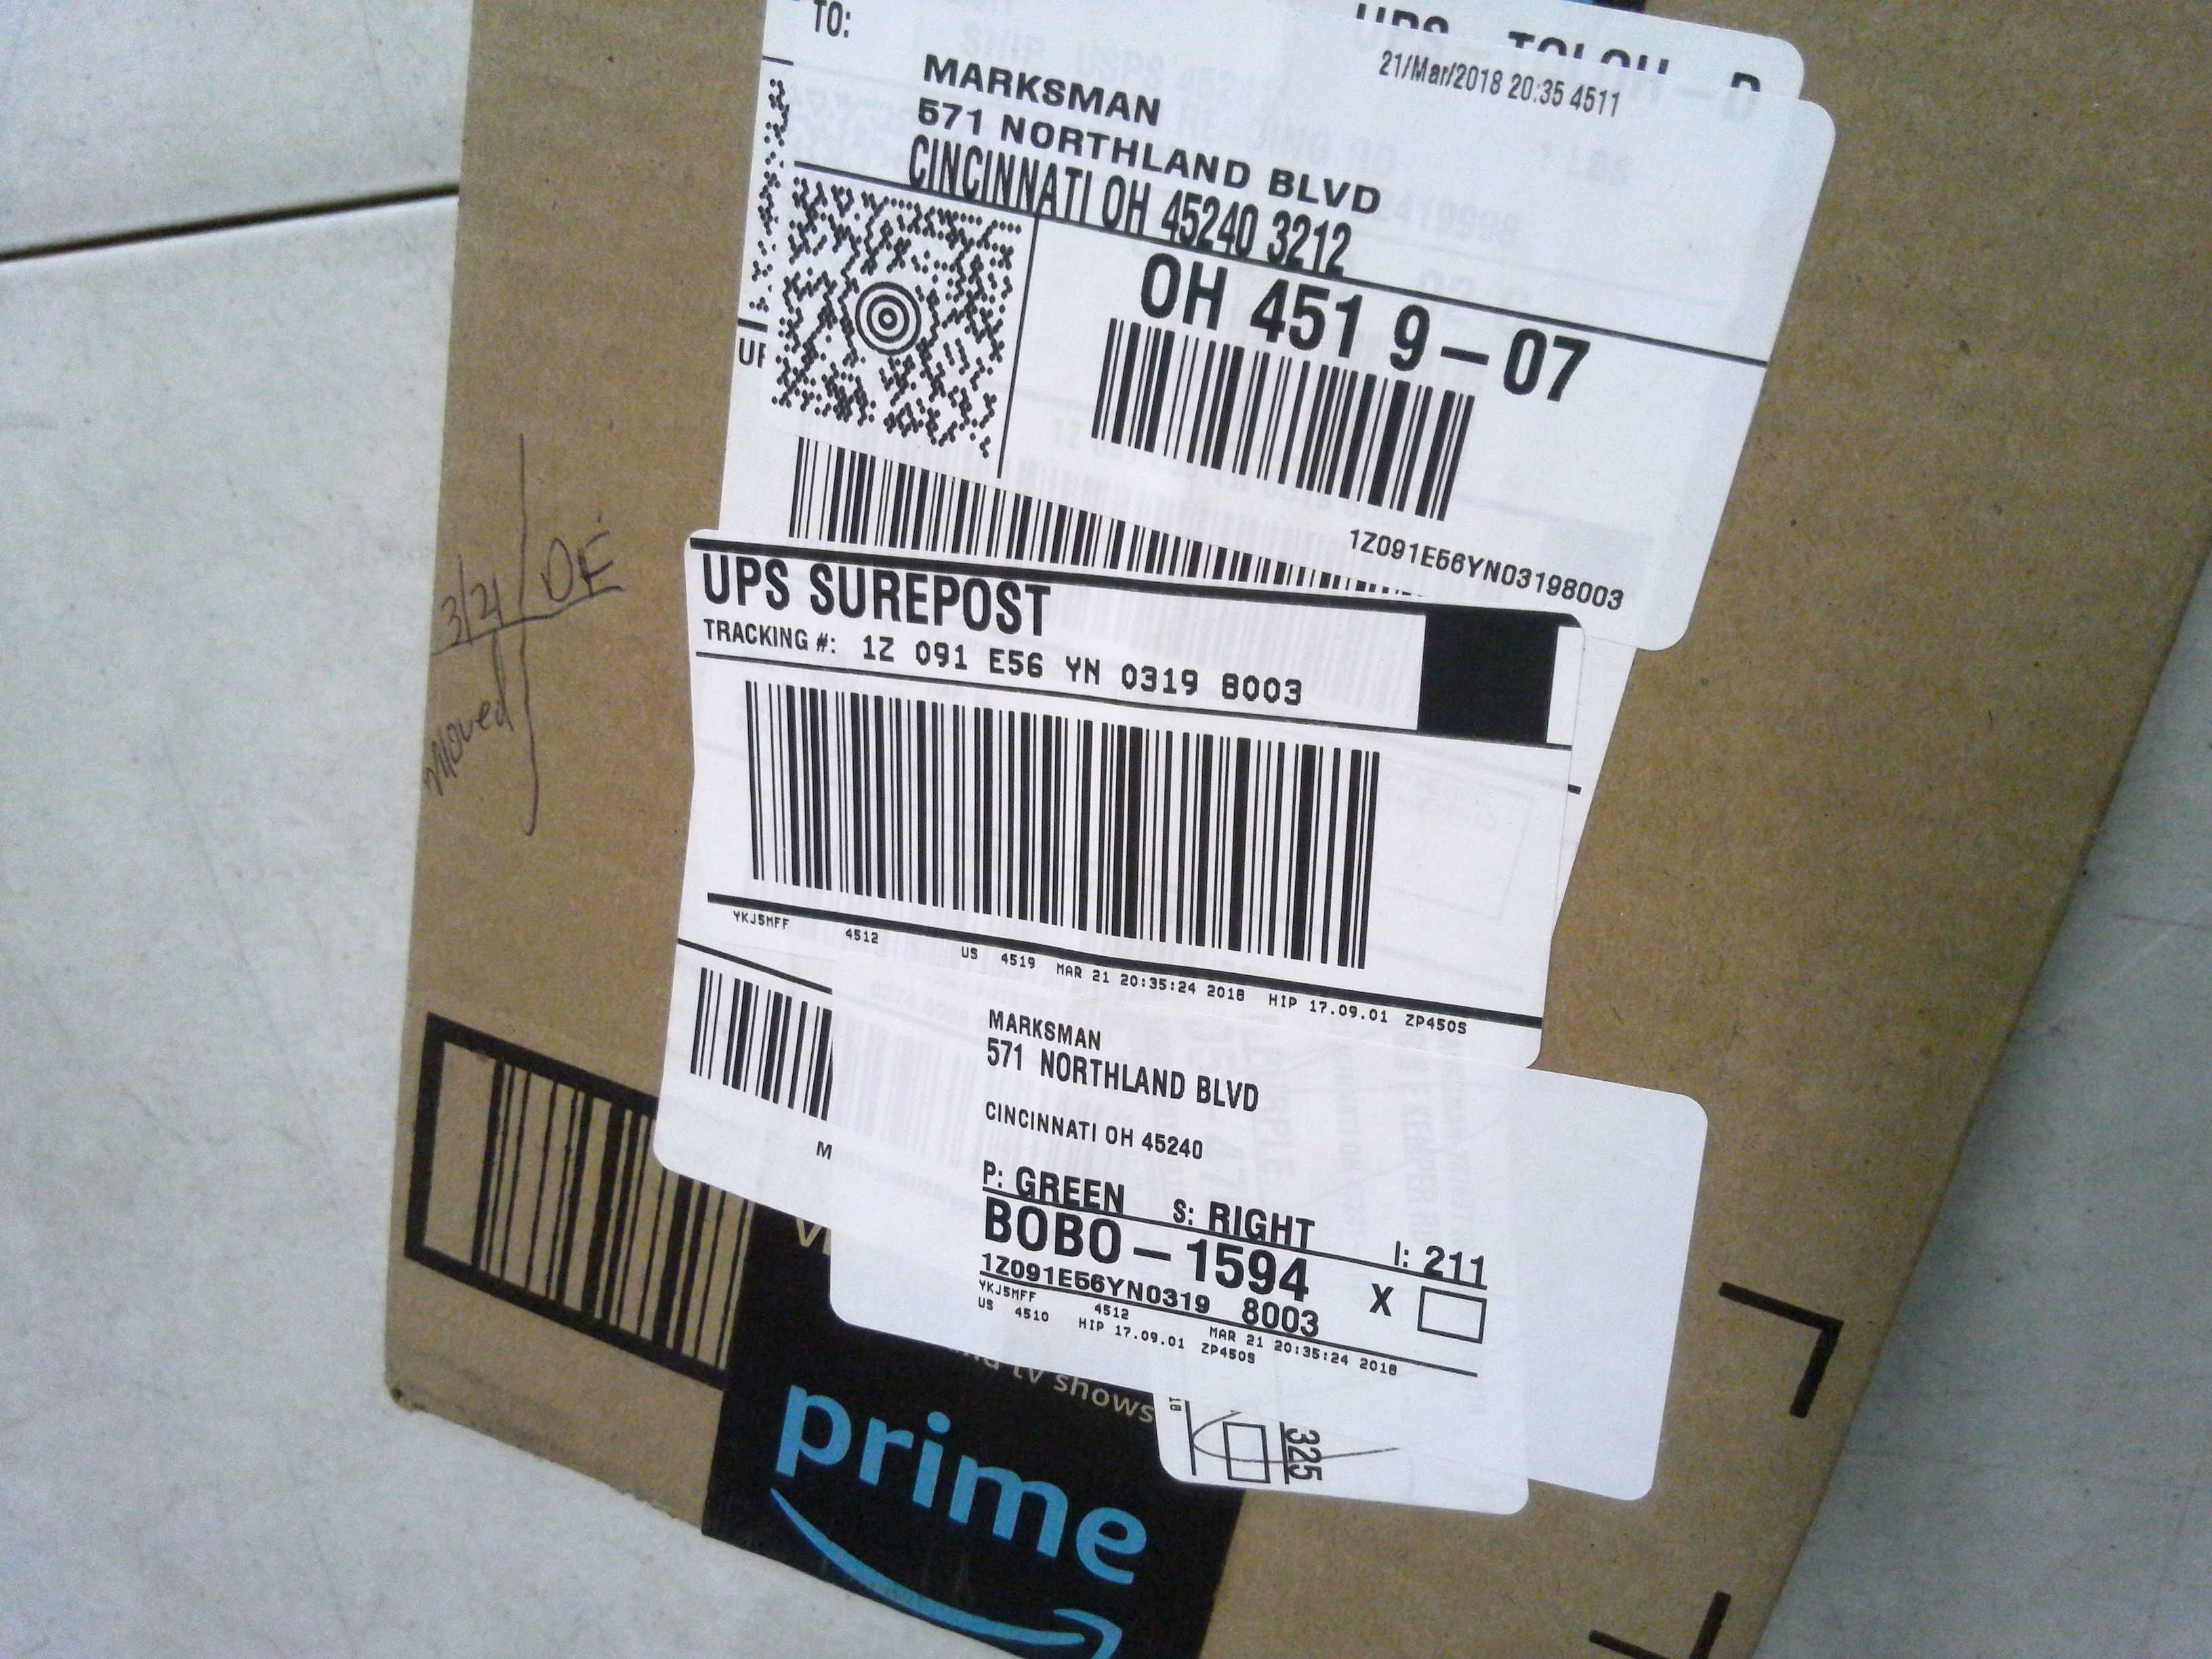 TO:
21/Mar/2018 20:35 4511
MARKSMAN
571 NORTHLAND BLVD
CINCINNATI OH 45240 3212
OH 451 9-07
1Z091E56YN03198003
UPS SUREPOST
TRACKING #: 1Z 091 E56 YN 0319 8003
YKJ5MFF 4512 US 4519 MAR 21 20:35:24 2018 HIP 17.09.01 ZP450S
MARKSMAN
571 NORTHLAND BLVD
CINCINNATI OH 45240
P: GREEN S: RIGHT I: 211
BOBO-1594
1Z091E56YN0319 8003 X
YKJ5MFF 4512 MAR 21 20:35:24 2018
US 4510 HIP 17.09.01 ZP450S
325
3/21 DE
moved
tv shows
prime